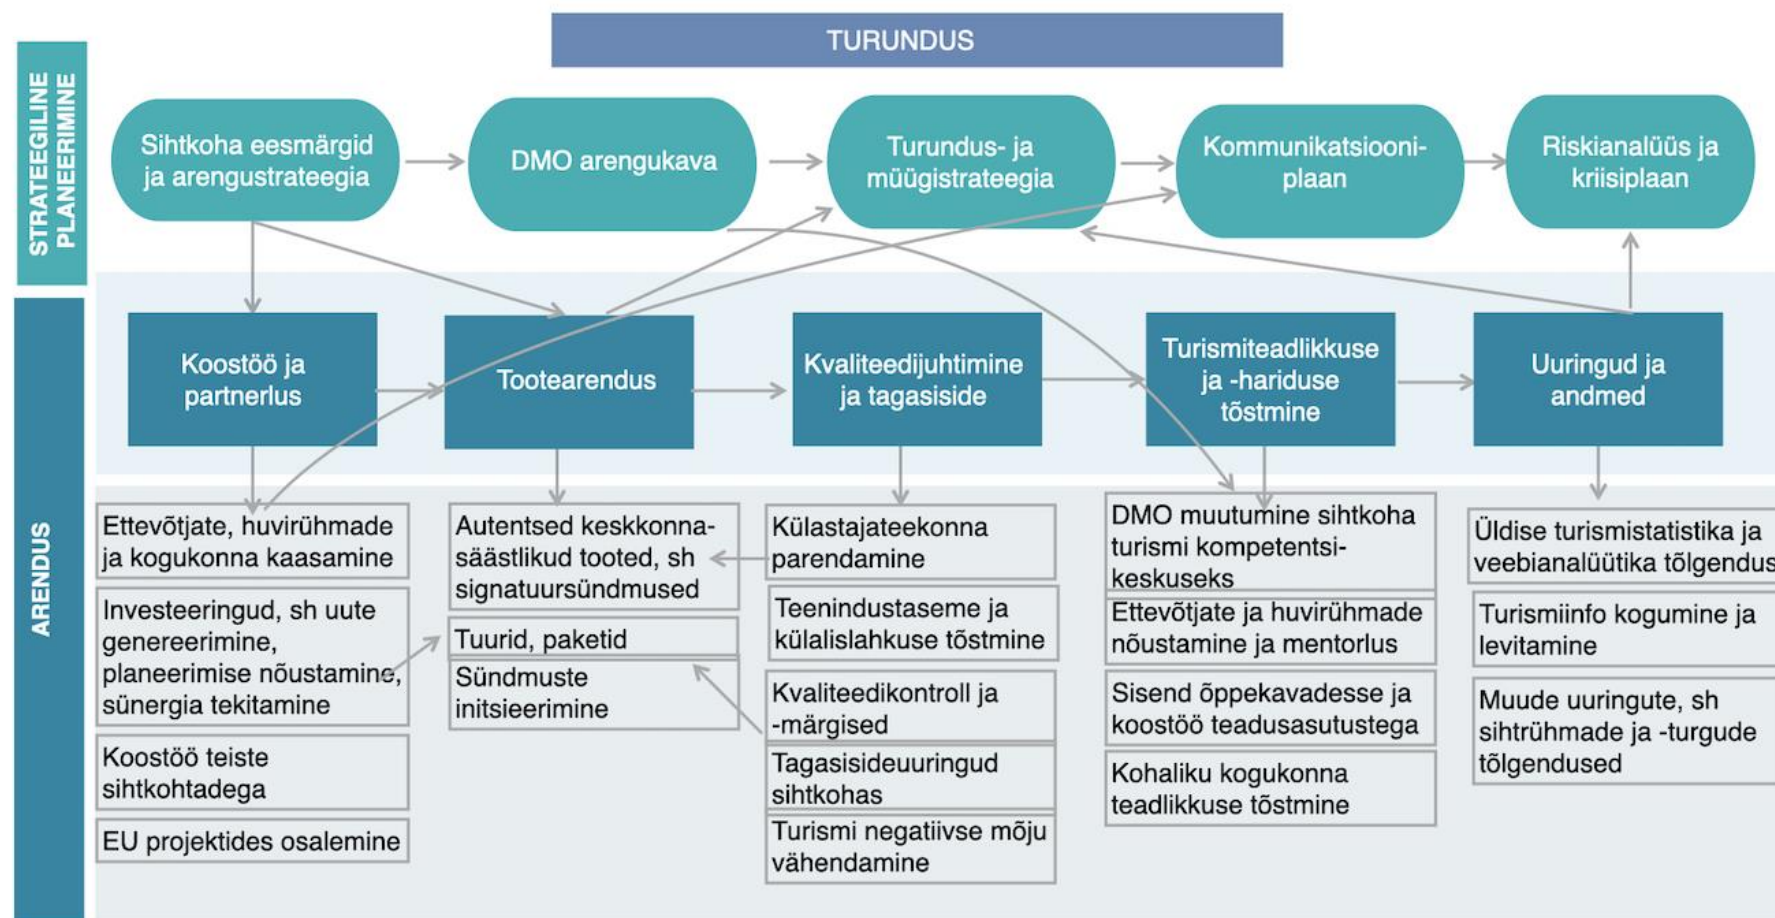 TURUNDUS
STRATEEGILINE
PLANEERIMINE
Sihtkoha eesmärgid
ja arengustrateegia
DMO arengukava
Turundus- ja
müügistrateegia
Kommunikatsiooni-
plaan
Riskianalüüs ja
kriisiplaan
ARENDUS
Koostöö ja
partnerlus
Tootearendus
Kvaliteedijuhtimine
ja tagasiside
Turismiteadlikkuse
ja -hariduse
tõstmine
Uuringud ja
andmed
Ettevõtjate, huvirühmade
ja kogukonna kaasamine
Investeeringud, sh uute
genereerimine,
planeerimise nõustamine,
sünergia tekitamine
Koostöö teiste
sihtkohtadega
EU projektides osalemine
Autentsed keskkonna-
säästlikud tooted, sh
signatuursündmused
Tuurid, paketid
Sündmuste
initsieerimine
Külastajateekonna
parendamine
Teenindustaseme ja
külalislahkuse tõstmine
Kvaliteedikontroll ja
-märgised
Tagasisideuuringud
sihtkohas
Turismi negatiivse mõju
vähendamine
DMO muutumine sihtkoha
turismi kompetentsi-
keskuseks
Ettevõtjate ja huvirühmade
nõustamine ja mentorlus
Sisend õppekavadesse ja
koostöö teadusasutustega
Kohaliku kogukonna
teadlikkuse tõstmine
Üldise turismistatistika ja
veebianalüütika tõlgendus
Turismiinfo kogumine ja
levitamine
Muude uuringute, sh
sihtrühmade ja -turgude
tõlgendused